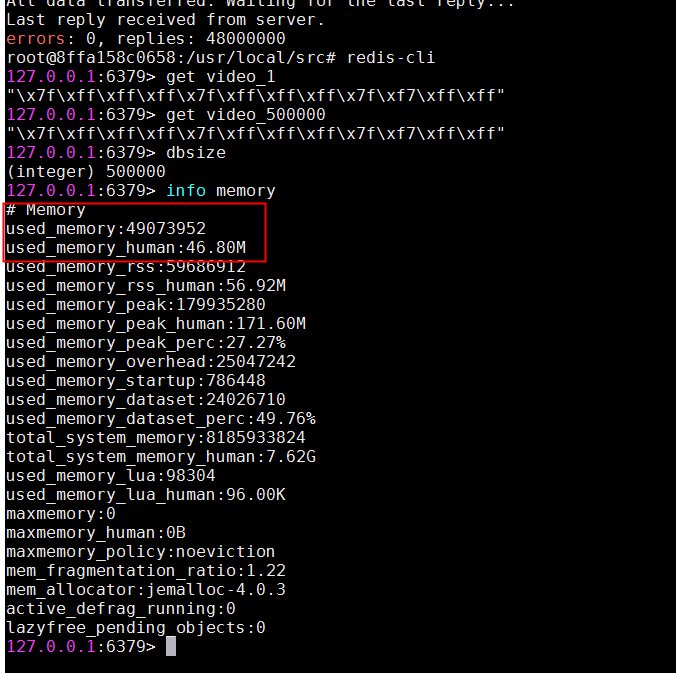 All data transferred. Waiting for the last reply...
Last reply received from server.
errors: 0, replies: 48000000
root@8ffa158c0658:/usr/local/src# redis-cli
127.0.0.1:6379> get video_1
"\x7f\xff\xff\xff\x7f\xff\xff\xff\x7f\xf7\xff\xff"
127.0.0.1:6379> get video_500000
"\x7f\xff\xff\xff\x7f\xff\xff\xff\x7f\xf7\xff\xff"
127.0.0.1:6379> dbsize
(integer) 500000
127.0.0.1:6379> info memory
# Memory
used_memory:49073952
used_memory_human:46.80M
used_memory_rss:59686912
used_memory_rss_human:56.92M
used_memory_peak:179935280
used_memory_peak_human:171.60M
used_memory_peak_perc:27.27%
used_memory_overhead:25047242
used_memory_startup:786448
used_memory_dataset:24026710
used_memory_dataset_perc:49.76%
total_system_memory:8185933824
total_system_memory_human:7.62G
used_memory_lua:98304
used_memory_lua_human:96.00K
maxmemory:0
maxmemory_human:0B
maxmemory_policy:noeviction
mem_fragmentation_ratio:1.22
mem_allocator:jemalloc-4.0.3
active_defrag_running:0
lazyfree_pending_objects:0
127.0.0.1:6379>